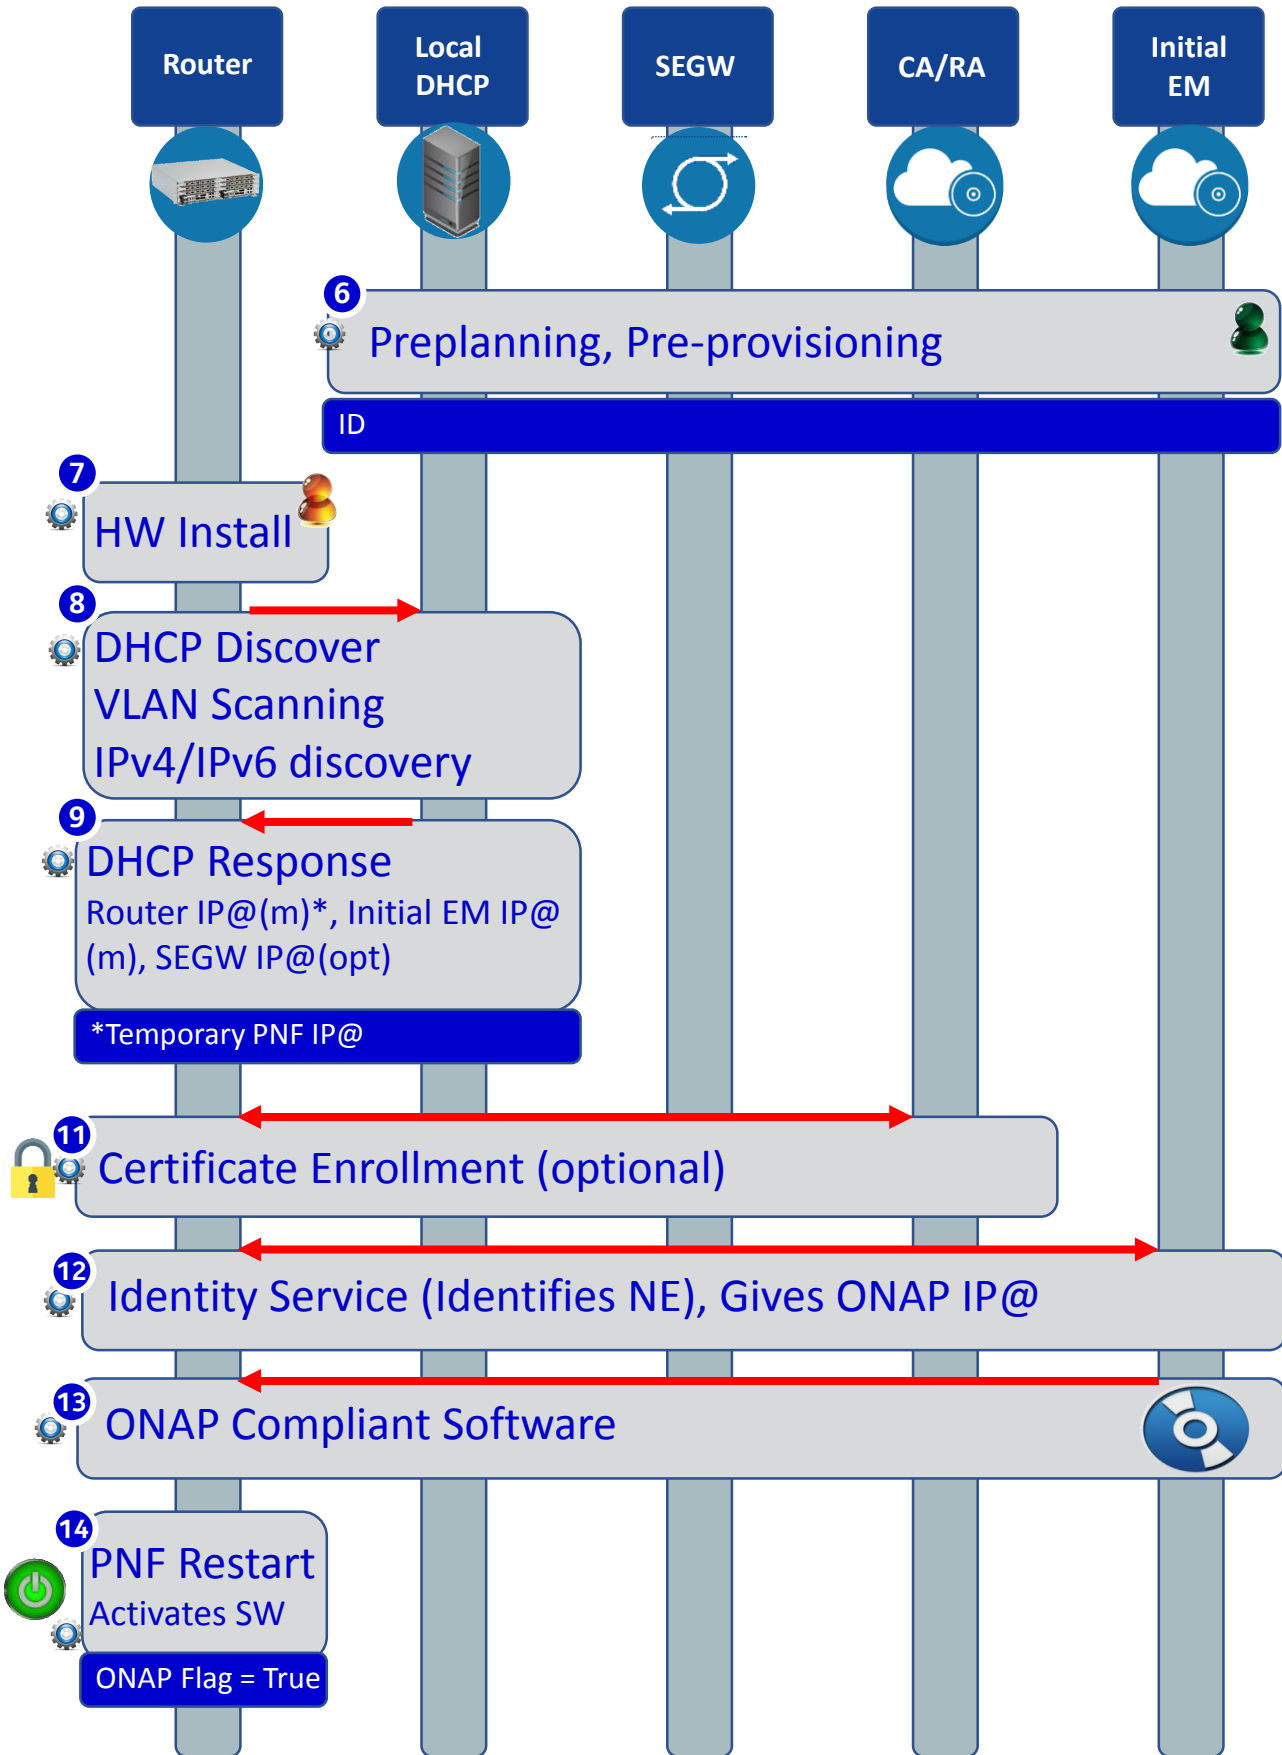 Router
Local
DHCP
SEGW
CA/RA
Initial
EM
6
Preplanning, Pre-provisioning
ID
7
HW Install
8
DHCP Discover
VLAN Scanning
IPv4/IPv6 discovery
9
DHCP Response
Router IP@(m)*, Initial EM IP@
(m), SEGW IP@(opt)
*Temporary PNF IP@
11
Certificate Enrollment (optional)
12
Identity Service (Identifies NE), Gives ONAP IP@
13
ONAP Compliant Software
14
PNF Restart
Activates SW
ONAP Flag = True